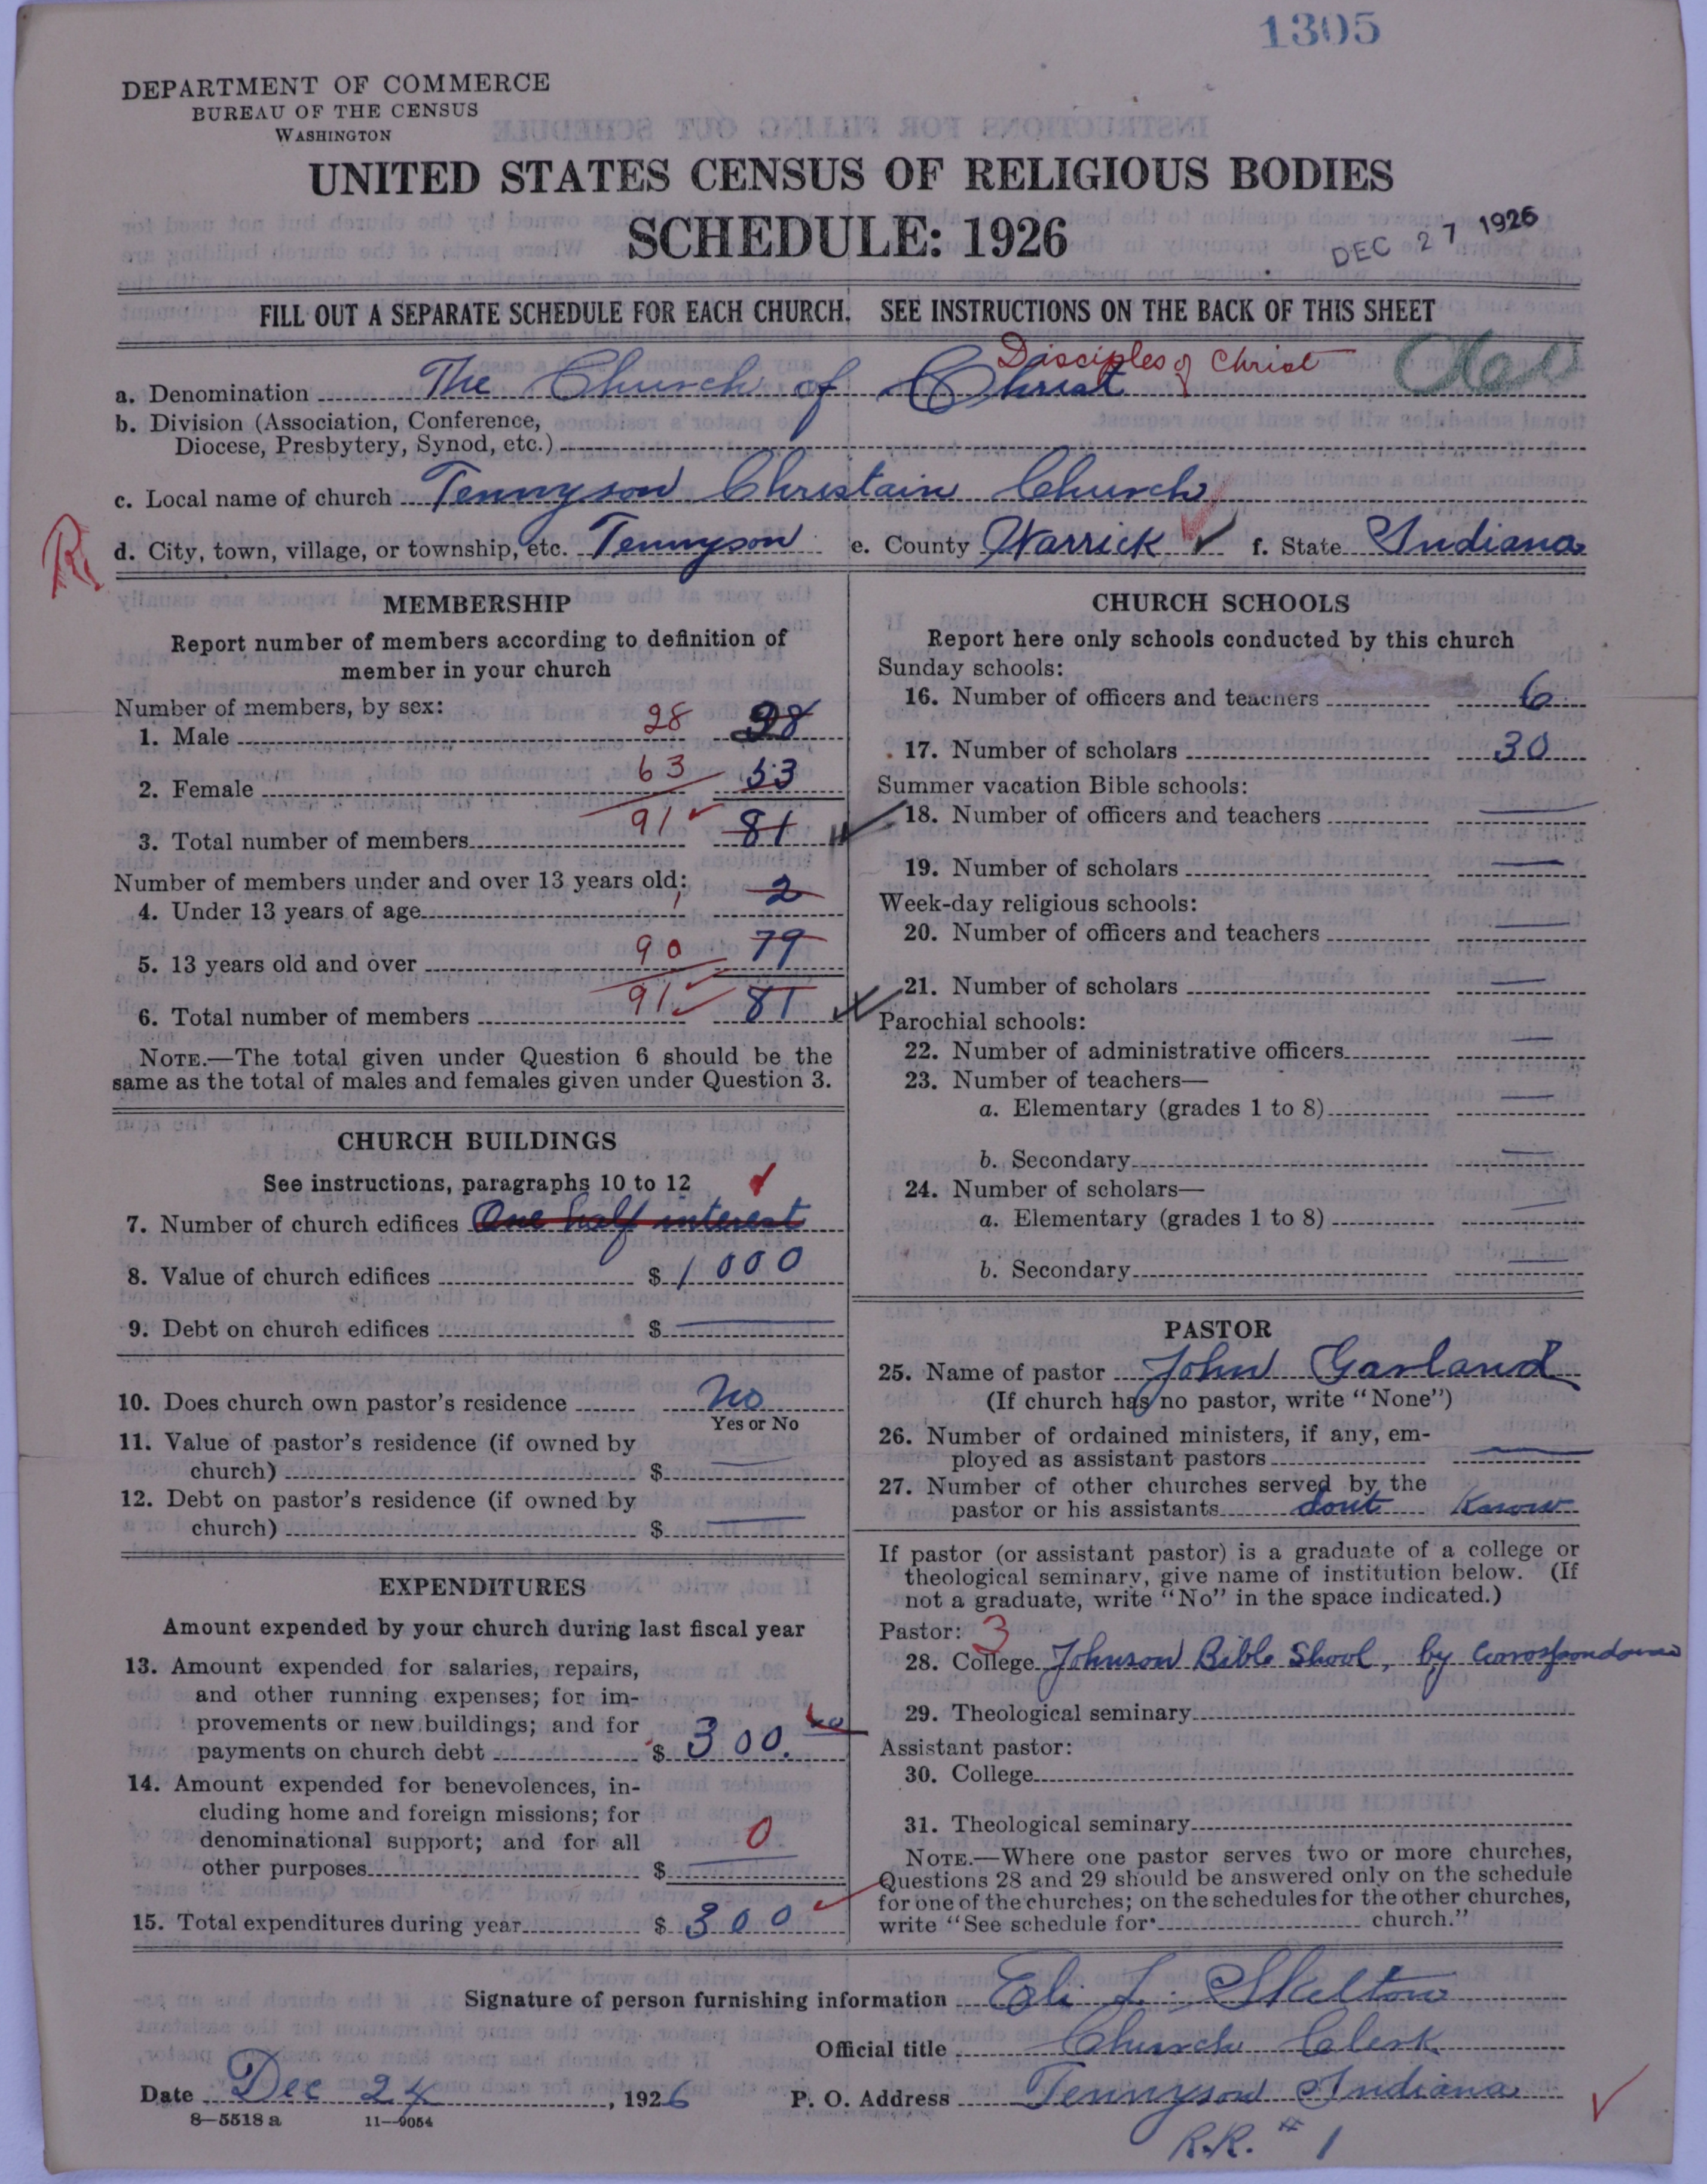 1305
DEPARTMENT OF COMMERCE
BUREAU OF THE CENSUS
WASHINGTON
UNITED STATES CENSUS OF RELIGIOUS BODIES
SCHEDULE: 1926
DEC 27 1926
FILL OUT A SEPARATE SCHEDULE FOR EACH CHURCH. SEE INSTRUCTIONS ON THE BACK OF THIS SHEET
Disciples of Christ
a. Denomination The Church of Christ
b. Division (Association, Conference,
Diocese, Presbytery, Synod, etc.)
c. Local name of church Tennyson Christain Church
R
d. City, town, village, or township, etc. Tennyson e. County Warrick f. State Indiana
MEMBERSHIP
Report number of members according to definition of
member in your church
Number of members, by sex:
1. Male 28 28
2. Female 63 53
3. Total number of members 91 81
Number of members under and over 13 years old:
4. Under 13 years of age 1 2
5. 13 years old and over 90 79
6. Total number of members 91 81
NOTE.—The total given under Question 6 should be the
same as the total of males and females given under Question 3.
CHURCH BUILDINGS
See instructions, paragraphs 10 to 12
7. Number of church edifices One half interest
8. Value of church edifices $ 1000
9. Debt on church edifices $
10. Does church own pastor's residence No
Yes or No
11. Value of pastor's residence (if owned by
church) $
12. Debt on pastor's residence (if owned by
church) $
EXPENDITURES
Amount expended by your church during last fiscal year
13. Amount expended for salaries, repairs,
and other running expenses; for im-
provements or new buildings; and for
payments on church debt $ 300.00
14. Amount expended for benevolences, in-
cluding home and foreign missions; for
denominational support; and for all
other purposes $ 0
15. Total expenditures during year $ 300
CHURCH SCHOOLS
Report here only schools conducted by this church
Sunday schools:
16. Number of officers and teachers 6
17. Number of scholars 30
Summer vacation Bible schools:
18. Number of officers and teachers
19. Number of scholars
Week-day religious schools:
20. Number of officers and teachers
21. Number of scholars
Parochial schools:
22. Number of administrative officers
23. Number of teachers—
a. Elementary (grades 1 to 8)
b. Secondary
24. Number of scholars—
a. Elementary (grades 1 to 8)
b. Secondary
PASTOR
25. Name of pastor John Garland
(If church has no pastor, write "None")
26. Number of ordained ministers, if any, em-
ployed as assistant pastors
27. Number of other churches served by the
pastor or his assistants dont Know
If pastor (or assistant pastor) is a graduate of a college or
theological seminary, give name of institution below. (If
not a graduate, write "No" in the space indicated.)
Pastor: 3
28. College Johnson Bible Shool, by Corospondance
29. Theological seminary
Assistant pastor:
30. College
31. Theological seminary
NOTE.—Where one pastor serves two or more churches,
Questions 28 and 29 should be answered only on the schedule
for one of the churches; on the schedules for the other churches,
write "See schedule for church."
Signature of person furnishing information Eli L. Skelton
Official title Church Clerk
Date Dec 24, 1926 P. O. Address Tennyson Indiana
8—5518 a 11—9054
R.R. # 1